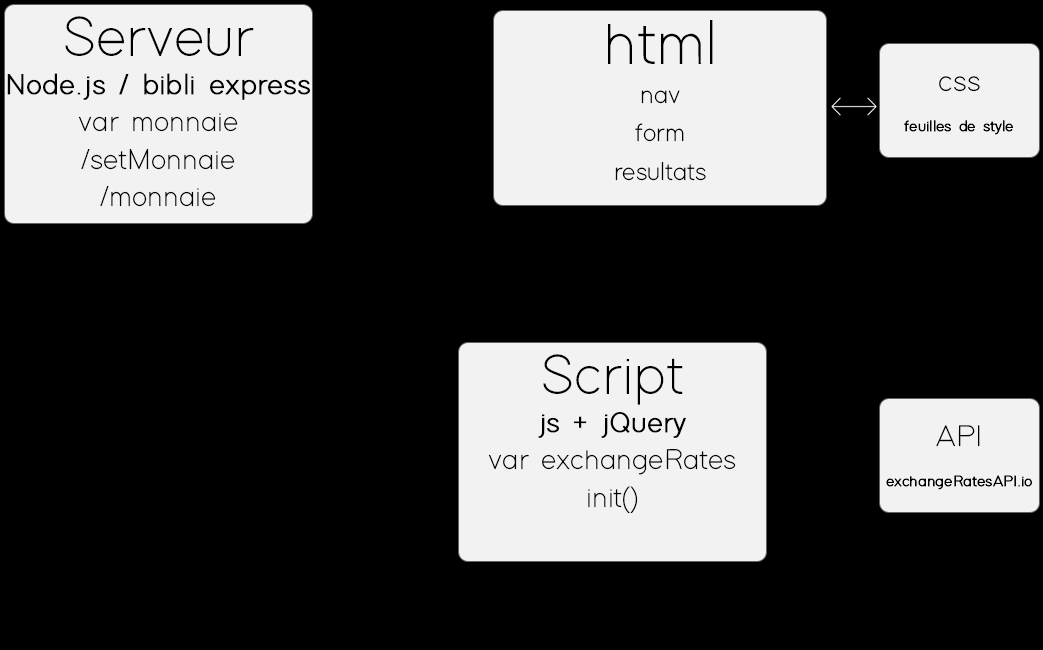 Serveur
Node.js / bibli express
var monnaie
/setMonnaie
/monnaie
html
nav
form
resultats
css
feuilles de style
Script
js + jQuery
var exchangeRates
init()
API
exchangeRatesAPI.io